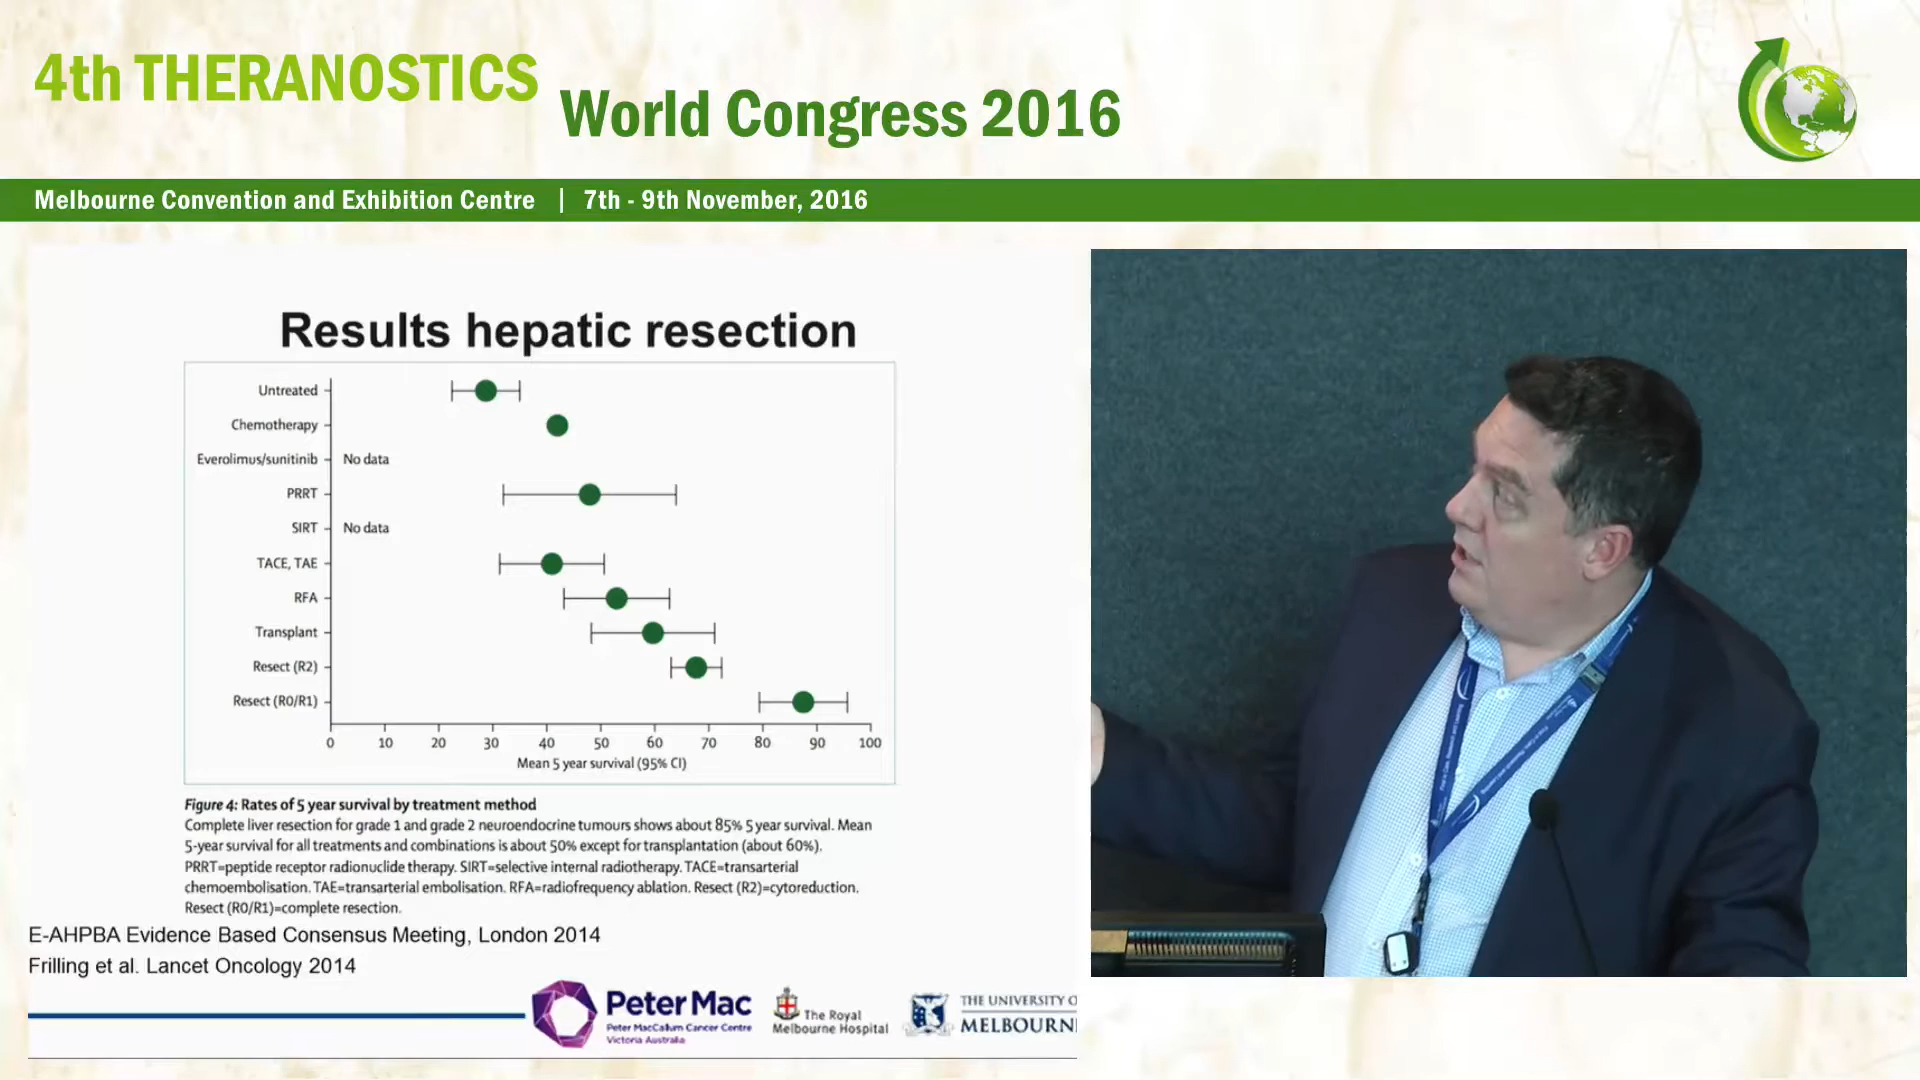 4th THERANOSTICS
World Congress 2016
Melbourne Convention and Exhibition Centre | 7th - 9th November, 2016
Results hepatic resection
Untreated
Chemotherapy
Everolimus/sunitinib No data
PRRT
SIRT No data
TACE, TAE
RFA
Transplant
Resect (R2)
Resect (R0/R1)
0 10 20 30 40 50 60 70 80 90 100
Mean 5 year survival (95% CI)
Figure 4: Rates of 5 year survival by treatment method
Complete liver resection for grade 1 and grade 2 neuroendocrine tumours shows about 85% 5 year survival. Mean
5-year survival for all treatments and combinations is about 50% except for transplantation (about 60%).
PRRT=peptide receptor radionuclide therapy. SIRT=selective internal radiotherapy. TACE=transarterial
chemoembolisation. TAE=transarterial embolisation. RFA=radiofrequency ablation. Resect (R2)=cytoreduction.
Resect (R0/R1)=complete resection.
E-AHPBA Evidence Based Consensus Meeting, London 2014
Frilling et al. Lancet Oncology 2014
Peter Mac
Peter MacCallum Cancer Centre
Victoria Australia
The Royal
Melbourne Hospital
THE UNIVERSITY O
MELBOURN